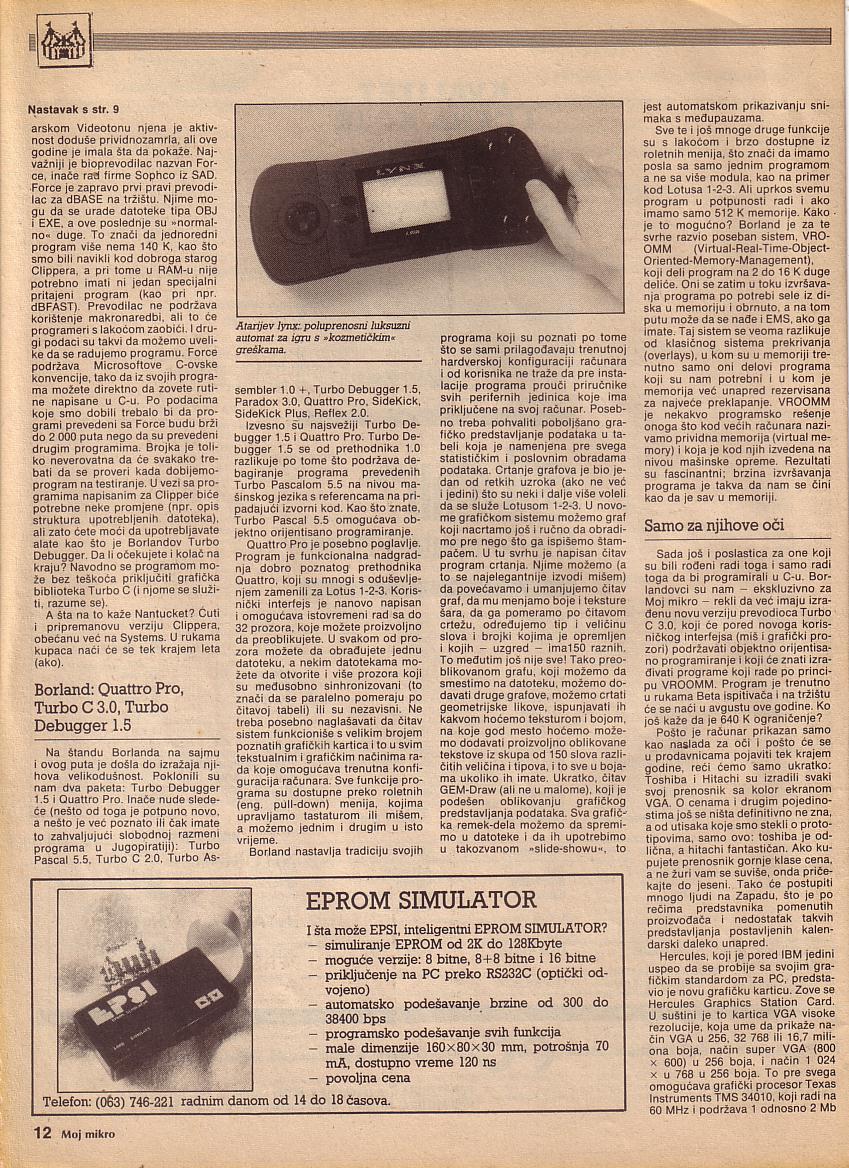 Nastavak s str. 9
arskom Videotonu njena je aktiv-
nost doduše prividnozamrla, ali ove
godine je imala šta da pokaže. Naj-
važniji je bioprevodilac nazvan For-
ce, inače rad firme Sophco iz SAD.
Force je zapravo prvi pravi prevodi-
lac za dBASE na tržištu. Njime mo-
gu da se urade datoteke tipa OBJ
i EXE, a ove poslednje su »normal-
no« duge. To znači da jednoredni
program više nema 140 K, kao što
smo bili navikli kod dobroga starog
Clippera, a pri tome u RAM-u nije
potrebno imati ni jedan specijalni
pritajeni program (kao pri npr.
dBFAST). Prevodilac ne podržava
korištenje makronaredbi, ali to će
programeri s lakoćom zaobići. I dru-
gi podaci su takvi da možemo uveli-
ke da se radujemo programu. Force
podržava Microsoftove C-ovske
konvencije, tako da iz svojih progra-
ma možete direktno da zovete ruti-
ne napisane u C-u. Po podacima
koje smo dobili trebalo bi da pro-
grami prevedeni sa Force budu brži
do 2 000 puta nego da su prevedeni
drugim programima. Brojka je toli-
ko neverovatna da će svakako tre-
bati da se proveri kada dobijemo-
program na testiranje. U vezi sa pro-
gramima napisanim za Clipper biće
potrebne neke promjene (npr. opis
struktura upotrebljenih datoteka),
ali zato ćete moći da upotrebljavate
alate kao što je Borlandov Turbo
Debugger. Da li očekujete i kolač na
kraju? Navodno se programom mo-
že bez teškoća priključiti grafička
biblioteka Turbo C (i njome se služi-
ti, razume se).
A šta na to kaže Nantucket? Ćuti
i pripremanovu verziju Clippera,
obećanu već na Systems. U rukama
kupaca naći će se tek krajem leta
(ako).
Borland: Quattro Pro,
Turbo C 3.0, Turbo
Debugger 1.5
Na štandu Borlanda na sajmu
i ovog puta je došla do izražaja nji-
hova velikodušnost. Poklonili su
nam dva paketa: Turbo Debugger
1.5 i Quattro Pro. Inače nude slede-
će (nešto od toga je potpuno novo,
a nešto je već poznato ili čak imate
to zahvaljujući slobodnoj razmeni
programa u Jugopiratiji): Turbo
Pascal 5.5, Turbo C 2.0, Turbo As-
LYNX
Atarijev lynx: poluprenosni luksuzni
automat za igru s »kozmetičkim«
greškama.
sembler 1.0 +, Turbo Debugger 1.5,
Paradox 3.0, Quattro Pro, SideKick,
SideKick Plus, Reflex 2.0.
Izvesno su najsvežiji Turbo De-
bugger 1.5 i Quattro Pro. Turbo De-
bugger 1.5 se od prethodnika 1.0
razlikuje po tome što podržava de-
bagiranje programa prevedenih
Turbo Pascalom 5.5 na nivou ma-
šinskog jezika s referencama na pri-
padajući izvorni kod. Kao što znate,
Turbo Pascal 5.5 omogućava ob-
jektno orijentisano programiranje.
Quattro Pro je posebno poglavlje.
Program je funkcionalna nadgrad-
nja dobro poznatog prethodnika
Quattro, koji su mnogi s oduševlje-
njem zamenili za Lotus 1-2-3. Koris-
nički interfejs je nanovo napisan
i omogućava istovremeni rad sa do
32 prozora, koje možete proizvoljno
da preoblikujete. U svakom od pro-
zora možete da obrađujete jednu
datoteku, a nekim datotekama mo-
žete da otvorite i više prozora koji
su međusobno sinhronizovani (to
znači da se paralelno pomeraju po
čitavoj tabeli) ili su nezavisni. Ne
treba posebno naglašavati da čitav
sistem funkcioniše s velikim brojem
poznatih grafičkih kartica i to u svim
tekstualnim i grafičkim načinima ra-
da koje omogućava trenutna konfi-
guracija računara. Sve funkcije pro-
grama su dostupne preko roletnih
(eng. pull-down) menija, kojima
upravljamo tastaturom ili mišem,
a možemo jednim i drugim u isto
vrijeme.
Borland nastavlja tradiciju svojih
programa koji su poznati po tome
što se sami prilagođavaju trenutnoj
hardverskoj konfiguraciji računara
i od korisnika ne traže da pre insta-
lacije programa prouči priručnike
svih perifernih jedinica koje ima
priključene na svoj računar. Poseb-
no treba pohvaliti poboljšano gra-
fičko predstavljanje podataka u ta-
beli koja je namenjena pre svega
statističkim i poslovnim obradama
podataka. Crtanje grafova je bio je-
dan od retkih uzroka (ako ne već
i jedini) što su neki i dalje više voleli
da se služe Lotusom 1-2-3. U novo-
me grafičkom sistemu možemo graf
koji nacrtamo još i ručno da obradi-
mo pre nego što ga ispišemo štam-
pačem. U tu svrhu je napisan čitav
program crtanja. Njime možemo (a
to se najelegantnije izvodi mišem)
da povećavamo i umanjujemo čitav
graf, da mu menjamo boje i teksture
šara, da ga pomeramo po čitavom
crtežu, određujemo tip i veličinu
slova i brojki kojima je opremljen
i kojih – uzgred – ima150 raznih.
To međutim još nije sve! Tako preo-
blikovanom grafu, koji možemo da
smestimo na datoteku, možemo do-
davati druge grafove, možemo crtati
geometrijske likove, ispunjavati ih
kakvom hoćemo teksturom i bojom,
na koje god mesto hoćemo može-
mo dodavati proizvoljno oblikovane
tekstove iz skupa od 150 slova razli-
čitih veličina i tipova, i to sve u boja-
ma ukoliko ih imate. Ukratko, čitav
GEM-Draw (ali ne u malome), koji je
podešen oblikovanju grafičkog
predstavljanja podataka. Sva grafič-
ka remek-dela možemo da spremi-
mo u datoteke i da ih upotrebimo
u takozvanom »slide-showu«, to
jest automatskom prikazivanju sni-
maka s međupauzama.
Sve te i još mnoge druge funkcije
su s lakoćom i brzo dostupne iz
roletnih menija, što znači da imamo
posla sa samo jednim programom
a ne sa više modula, kao na primer
kod Lotusa 1-2-3. Ali uprkos svemu
program u potpunosti radi i ako
imamo samo 512 K memorije. Kako
je to mogućno? Borland je za te
svrhe razvio poseban sistem, VRO-
OMM (Virtual-Real-Time-Object-
Oriented-Memory-Management),
koji deli program na 2 do 16 K duge
deliće. Oni se zatim u toku izvršava-
nja programa po potrebi sele iz di-
ska u memoriju i obrnuto, a na tom
putu može da se nađe i EMS, ako ga
imate. Taj sistem se veoma razlikuje
od klasičnog sistema prekrivanja
(overlays), u kom su u memoriji tre-
nutno samo oni delovi programa
koji su nam potrebni i u kom je
memorija već unapred rezervisana
za najveće preklapanje. VROOMM
je nekakvo programsko rešenje
onoga što kod većih računara nazi-
vamo prividna memorija (virtual me-
mory) i koja je kod njih izvedena na
nivou mašinske opreme. Rezultati
su fascinantni; brzina izvršavanja
programa je takva da nam se čini
kao da je sav u memoriji.
Samo za njihove oči
Sada još i poslastica za one koji
su bili rođeni radi toga i samo radi
toga da bi programirali u C-u. Bor-
landovci su nam – ekskluzivno za
Moj mikro – rekli da već imaju izra-
đenu novu verziju prevodioca Turbo
C 3.0, koji će pored novoga koris-
ničkog interfejsa (miš i grafički pro-
zori) podržavati objektno orijentisa-
no programiranje i koji će znati izra-
đivati programe koji rade po princi-
pu VROOMM. Program je trenutno
u rukama Beta ispitivača i na tržištu
će se naći u avgustu ove godine. Ko
još kaže da je 640 K ograničenje?
Pošto je računar prikazan samo
kao naslada za oči i pošto će se
u prodavnicama pojaviti tek krajem
godine, reći ćemo samo ukratko:
Toshiba i Hitachi su izradili svaki
svoj prenosnik sa kolor ekranom
VGA. O cenama i drugim pojedino-
stima još se ništa definitivno ne zna,
a od utisaka koje smo stekli o proto-
tipovima, samo ovo: toshiba je od-
lična, a hitachi fantastičan. Ako ku-
pujete prenosnik gornje klase cena,
a ne žuri vam se suviše, onda priče-
kajte do jeseni. Tako će postupiti
mnogo ljudi na Zapadu, što je po
rečima predstavnika pomenutih
proizvođača i nedostatak takvih
predstavljanja postavljenih kalen-
darski daleko unapred.
Hercules, koji je pored IBM jedini
uspeo da se probije sa svojim gra-
fičkim standardom za PC, predsta-
vio je novu grafičku karticu. Zove se
Hercules Graphics Station Card.
U suštini je to kartica VGA visoke
rezolucije, koja ume da prikaže na-
čin VGA u 256, 32 768 ili 16,7 mili-
ona boja, način super VGA (800
× 600) u 256 boja, i način 1 024
× u 768 u 256 boja. To pre svega
omogućava grafički procesor Texas
Instruments TMS 34010, koji radi na
60 MHz i podržava 1 odnosno 2 Mb
EPSI
EPROM SIMULATOR
I šta može EPSI, inteligentni EPROM SIMULATOR?
– simuliranje EPROM od 2K do 128Kbyte
– moguće verzije: 8 bitne, 8+8 bitne i 16 bitne
– priključenje na PC preko RS232C (optički od-
vojeno)
– automatsko podešavanje brzine od 300 do
38400 bps
– programsko podešavanje svih funkcija
– male dimenzije 160×80×30 mm, potrošnja 70
mA, dostupno vreme 120 ns
– povoljna cena
Telefon: (063) 746-221 radnim danom od 14 do 18 časova.
12 Moj mikro